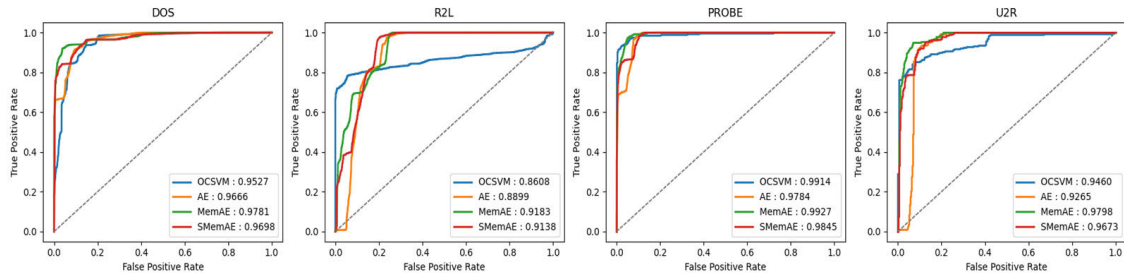 DOS
True Positive Rate
1.0
0.8
0.6
0.4
0.2
0.0
OCSVM : 0.9527
AE : 0.9666
MemAE : 0.9781
SMemAE : 0.9698
0.0 0.2 0.4 0.6 0.8 1.0
False Positive Rate
R2L
True Positive Rate
1.0
0.8
0.6
0.4
0.2
0.0
OCSVM : 0.8608
AE : 0.8899
MemAE : 0.9183
SMemAE : 0.9138
0.0 0.2 0.4 0.6 0.8 1.0
False Positive Rate
PROBE
True Positive Rate
1.0
0.8
0.6
0.4
0.2
0.0
OCSVM : 0.9914
AE : 0.9784
MemAE : 0.9927
SMemAE : 0.9845
0.0 0.2 0.4 0.6 0.8 1.0
False Positive Rate
U2R
True Positive Rate
1.0
0.8
0.6
0.4
0.2
0.0
OCSVM : 0.9460
AE : 0.9265
MemAE : 0.9798
SMemAE : 0.9673
0.0 0.2 0.4 0.6 0.8 1.0
False Positive Rate